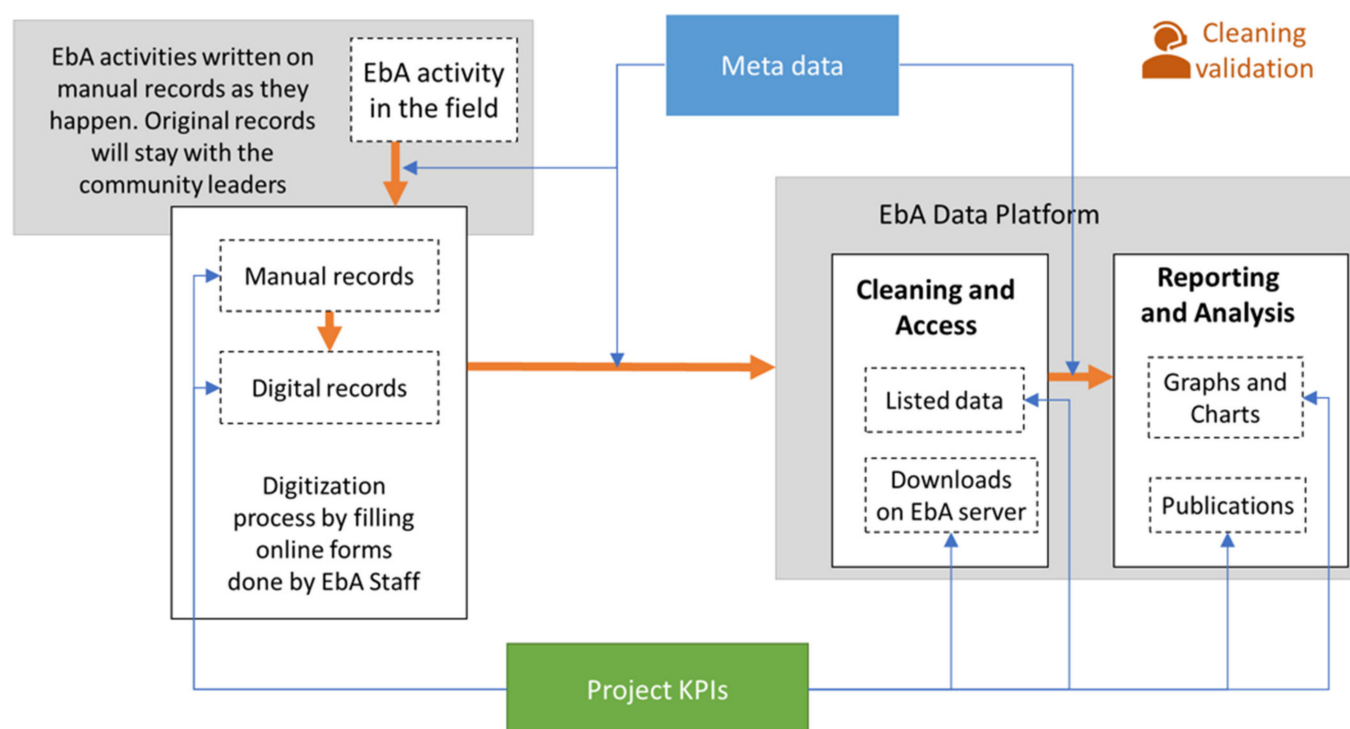 EbA activities written on
manual records as they
happen. Original records
will stay with the
community leaders
EbA activity
in the field
Meta data
Cleaning
validation
Manual records
Digital records
Digitization
process by filling
online forms
done by EbA Staff
EbA Data Platform
Cleaning and
Access
Listed data
Downloads
on EbA server
Reporting
and Analysis
Graphs and
Charts
Publications
Project KPIs